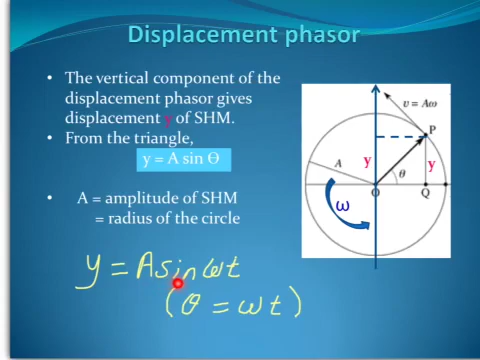 Displacement phasor
• The vertical component of the
displacement phasor gives
displacement y of SHM.
• From the triangle,
y = A sin Θ
• A = amplitude of SHM
= radius of the circle
y = A sin ωt
(θ = ωt)
v = Aω
P
A
y
y
θ
O
Q
ω